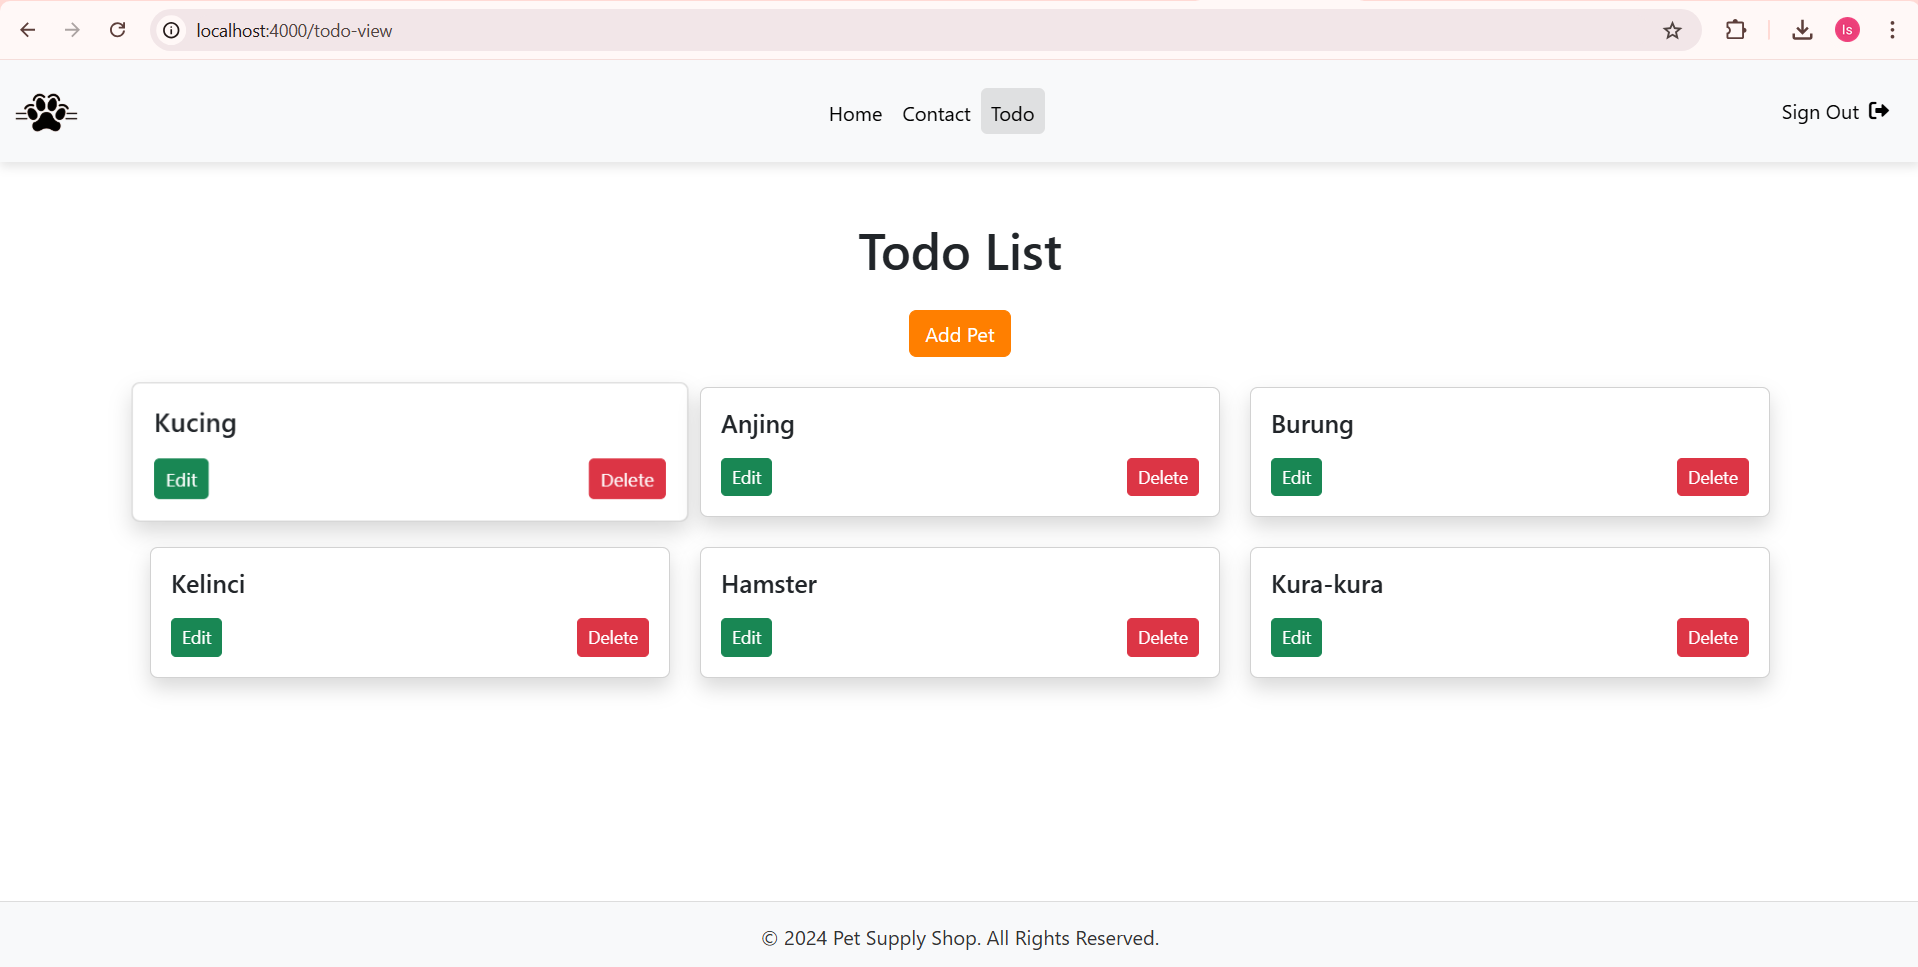 localhost:4000/todo-view
Is
Home Contact Todo
Sign Out
Todo List
Add Pet
Kucing
Edit Delete
Anjing
Edit Delete
Burung
Edit Delete
Kelinci
Edit Delete
Hamster
Edit Delete
Kura-kura
Edit Delete
© 2024 Pet Supply Shop. All Rights Reserved.